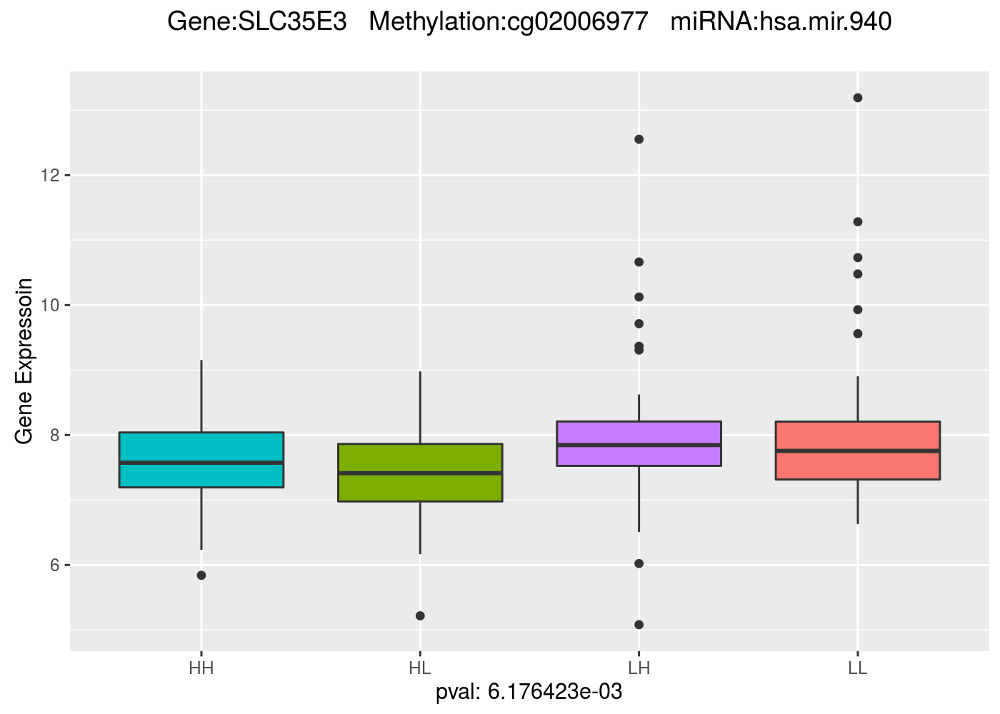 Gene:SLC35E3   Methylation:cg02006977   miRNA:hsa.mir.940
Gene Expressoin
12
10
8
6
HH HL LH LL
pval: 6.176423e-03